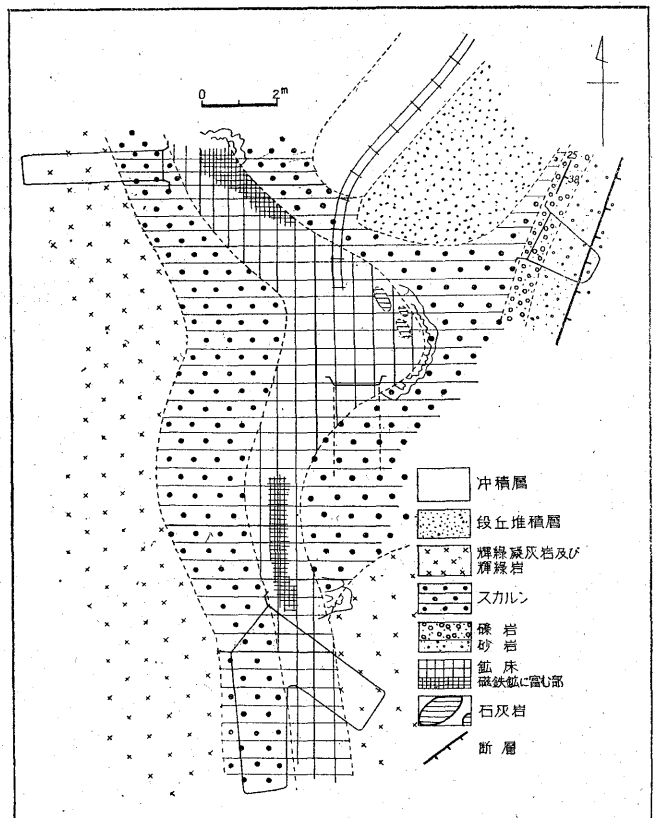 0 2m
25
38
冲積層
段丘堆積層
輝綠凝灰岩及び
輝綠岩
スカルン
礫岩
砂岩
鉱床
磁鉄鉱に富む部
石灰岩
断層